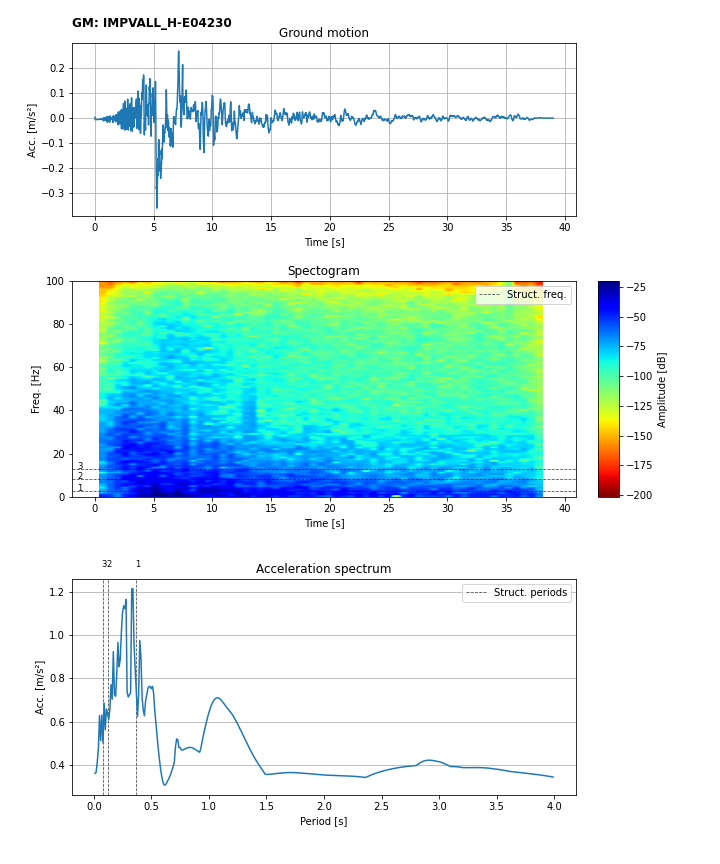 GM: IMPVALL_H-E04230
Ground motion
Acc. [m/s²]
0.2
0.1
0.0
−0.1
−0.2
−0.3
0 5 10 15 20 25 30 35 40
Time [s]
Spectogram
Freq. [Hz]
100
80
60
40
20
0
Struct. freq.
3
2
1
0 5 10 15 20 25 30 35 40
Time [s]
−25
−50
−75
−100
−125
−150
−175
−200
Amplitude [dB]
32 1
Acceleration spectrum
Acc. [m/s²]
1.2
1.0
0.8
0.6
0.4
Struct. periods
0.0 0.5 1.0 1.5 2.0 2.5 3.0 3.5 4.0
Period [s]